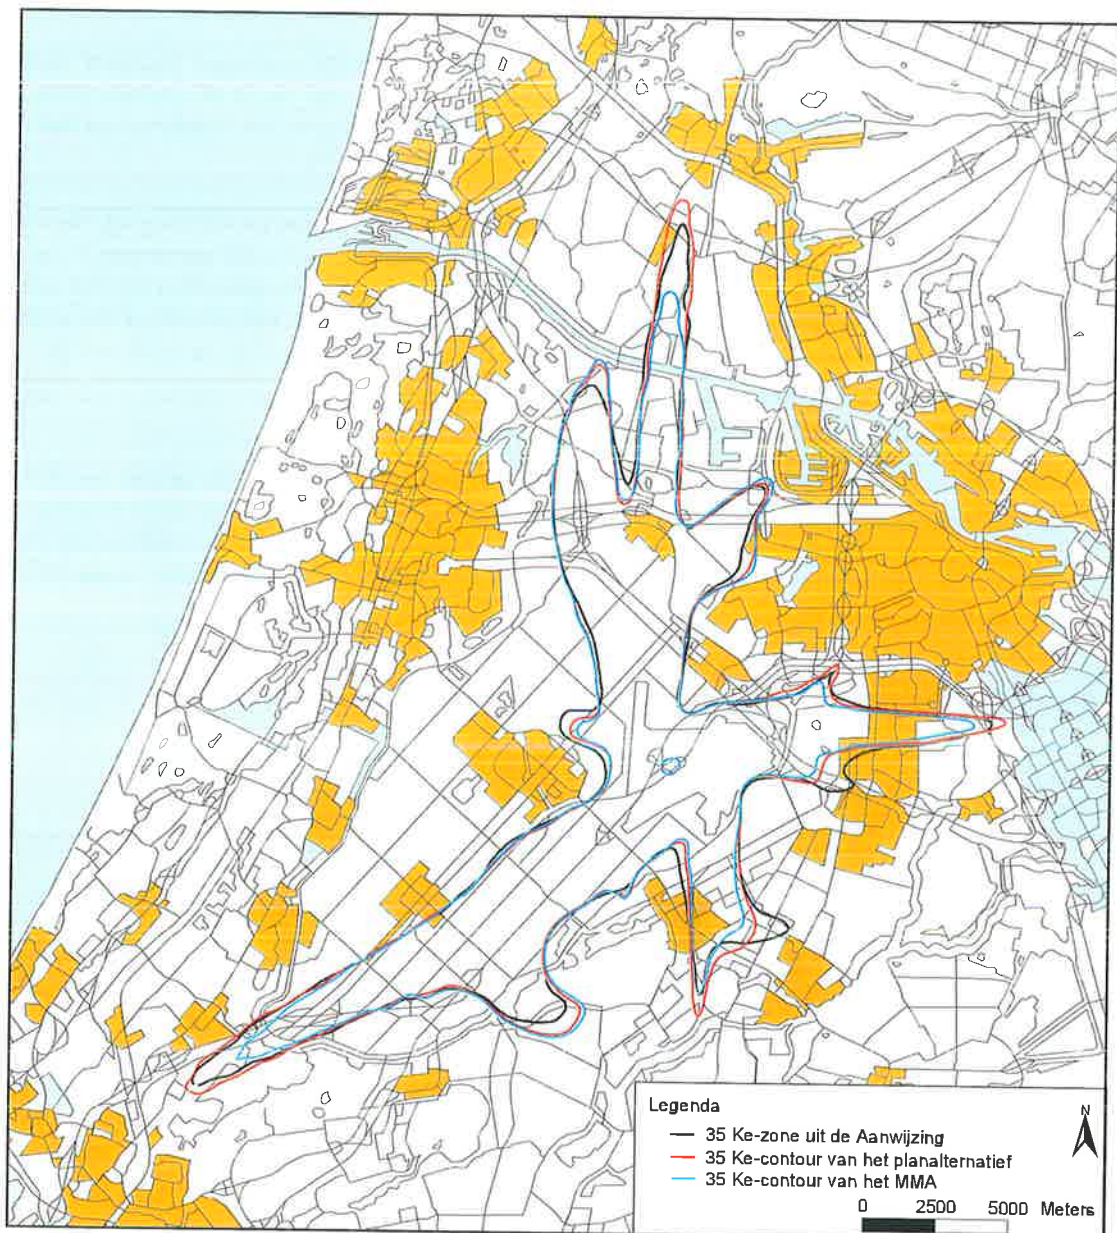 Legenda
35 Ke-zone uit de Aanwijzing
35 Ke-contour van het planalternatief
35 Ke-contour van het MMA
N
0 2500 5000 Meters